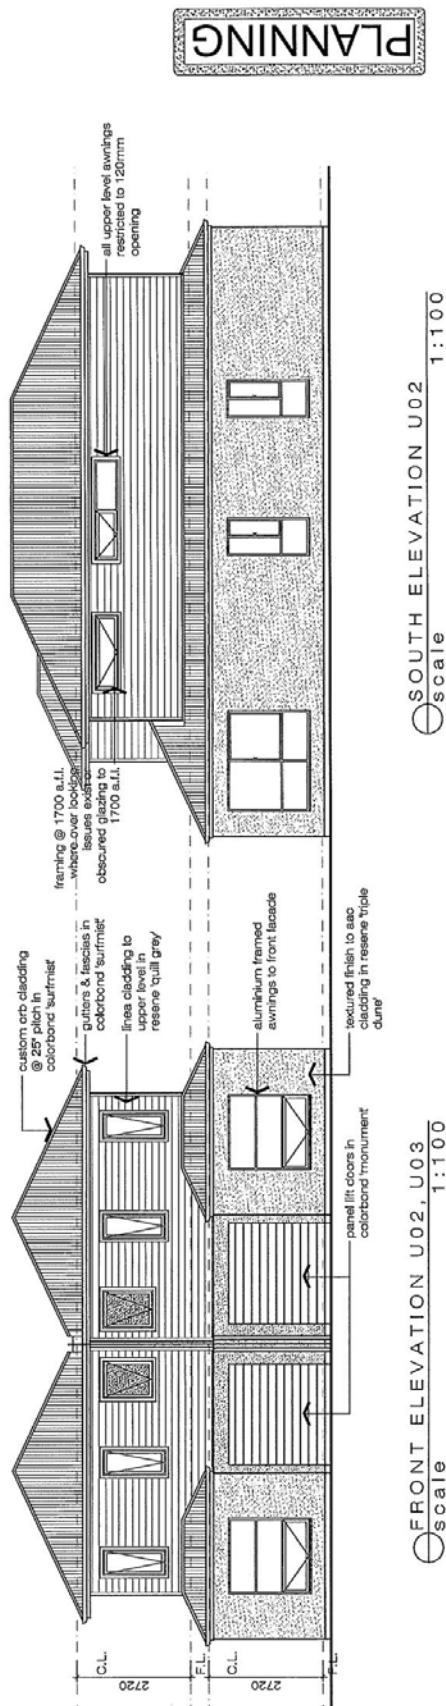 PLANNING
custom orb cladding
@ 25° pitch in
colorbond 'surfmist'
gutters & fascias in
colorbond 'surfmist'
linea cladding to
upper level in
resene 'quill grey'
aluminium framed
awnings to front facade
textured finish to aac
cladding in resene 'triple
dune'
panel lift doors in
colorbond 'monument'
C.L.
2720
F.L.
C.L.
2720
F.L.
FRONT ELEVATION U02, U03
scale 1:100
framing @ 1700 a.f.l.
where over looking
issues exist or
obscured glazing to
1700 a.f.l.
all upper level awnings
restricted to 120mm
opening
SOUTH ELEVATION U02
scale 1:100